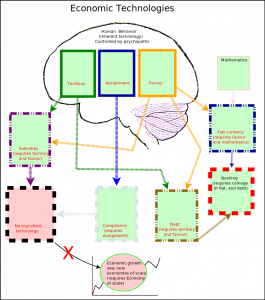 Economic Technologies
Human Behavior
(Inherent technology)
Controlled by psychopaths
Territory
Assignment
Favour
Mathematics
Subsidies
(requires territory
and favour)
Fiat currency
(requires favour
and mathematics)
Banking
(requires coinage
or Fiat, and debt)
No equivalent
technology
Compliance
(requires
Assignment)
Debt
(requires territory
and favour)
X
Economic growth
aka new
economies of scale
(requires Economy
of scale)